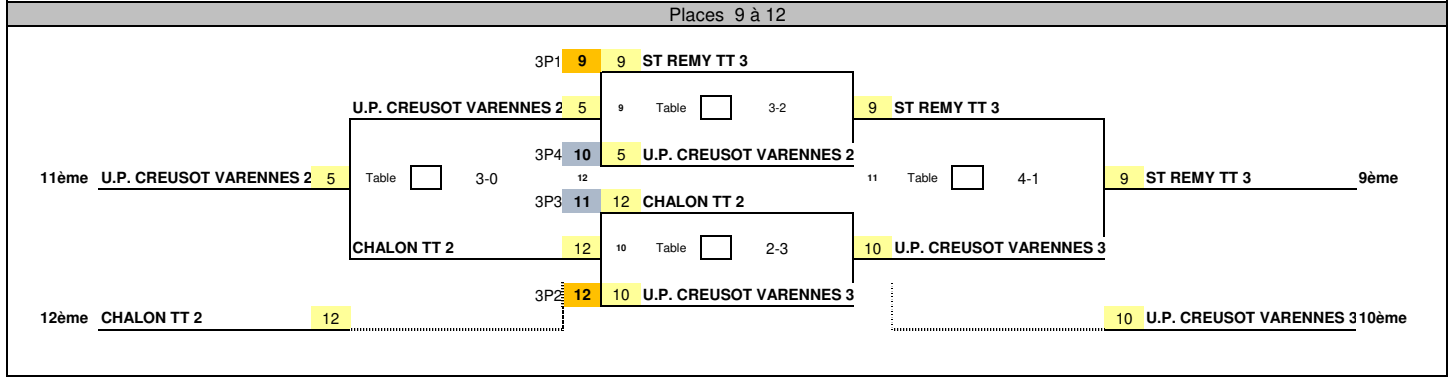 Places 9 à 12
3P1 9 9 ST REMY TT 3
U.P. CREUSOT VARENNES 2 5 9 Table 3-2 9 ST REMY TT 3
3P4 10 5 U.P. CREUSOT VARENNES 2
11ème U.P. CREUSOT VARENNES 2 5 Table 3-0 12 11 Table 4-1 9 ST REMY TT 3 9ème
3P3 11 12 CHALON TT 2
CHALON TT 2 12 10 Table 2-3 10 U.P. CREUSOT VARENNES 3
3P2 12 10 U.P. CREUSOT VARENNES 3
12ème CHALON TT 2 12 10 U.P. CREUSOT VARENNES 3 10ème